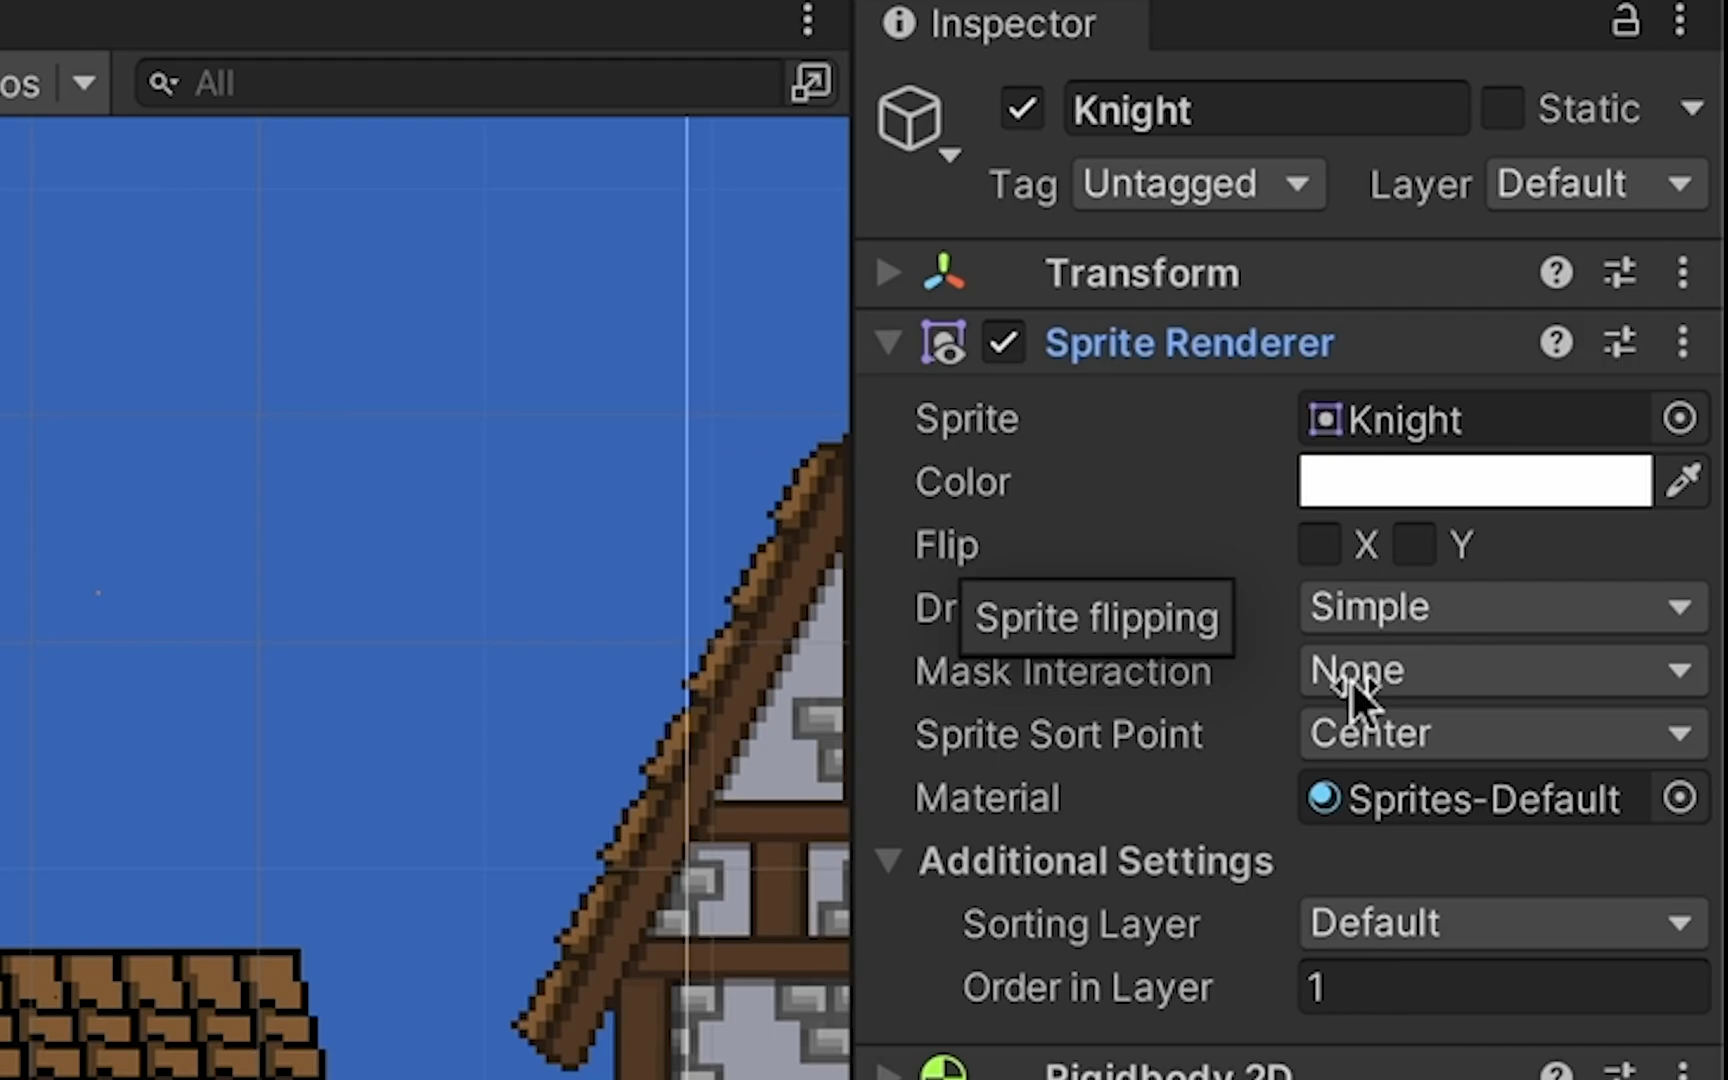 Inspector
os All
Knight Static
Tag Untagged Layer Default
Transform
Sprite Renderer
Sprite Knight
Color
Flip X Y
Dr Simple
Sprite flipping
Mask Interaction None
Sprite Sort Point Center
Material Sprites-Default
Additional Settings
Sorting Layer Default
Order in Layer 1
Rigidbody 2D